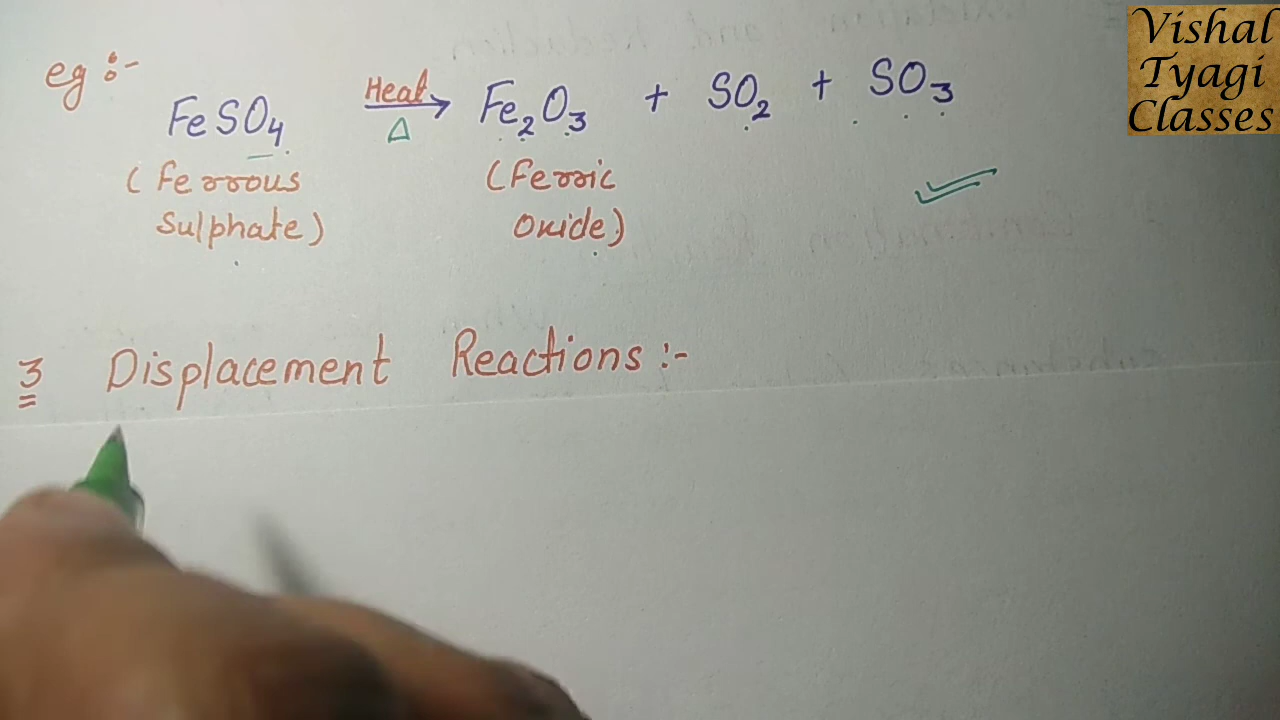 Vishal
Tyagi
Classes
eg :-
FeSO₄ Heat → Δ Fe₂O₃ + SO₂ + SO₃
(Ferrous (Ferric
Sulphate) Oxide)
3 Displacement Reactions :-